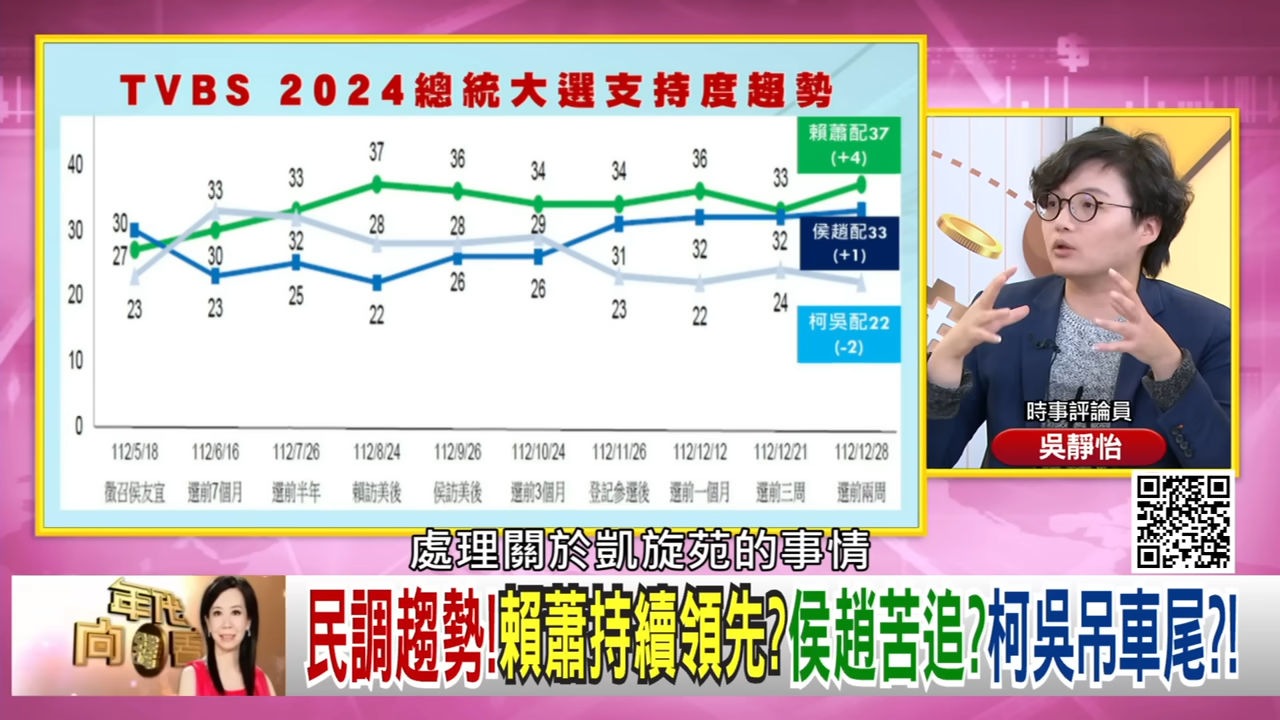 TVBS 2024總統大選支持度趨勢
賴蕭配37
(+4)
侯趙配33
(+1)
柯吳配22
(-2)
40
30
20
10
0
30 33 33 37 36 34 34 36 33
27 30 32 28 28 29 31 32 32
23 23 25 22 26 26 23 22 24
112/5/18 112/6/16 112/7/26 112/8/24 112/9/26 112/10/24 112/11/26 112/12/12 112/12/21 112/12/28
徵召侯友宜 選前7個月 選前半年 賴訪美後 侯訪美後 選前3個月 登記參選後 選前一個月 選前三周 選前兩周
時事評論員
吳靜怡
處理關於凱旋苑的事情
年代
向錢看
民調趨勢!賴蕭持續領先?侯趙苦追?柯吳吊車尾?!